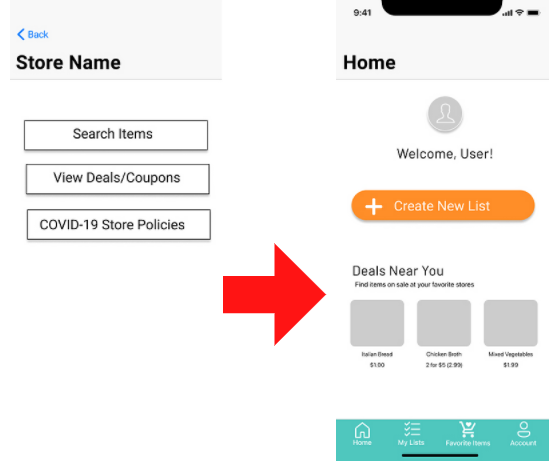 Back
Store Name
Search Items
View Deals/Coupons
COVID-19 Store Policies
9:41
Home
Welcome, User!
Create New List
Deals Near You
Find items on sale at your favorite stores
Italian Bread
Chicken Broth
Mixed Vegetables
$1.00
2 for $5 (2.99)
$1.99
Home
My Lists
Favorite Items
Account